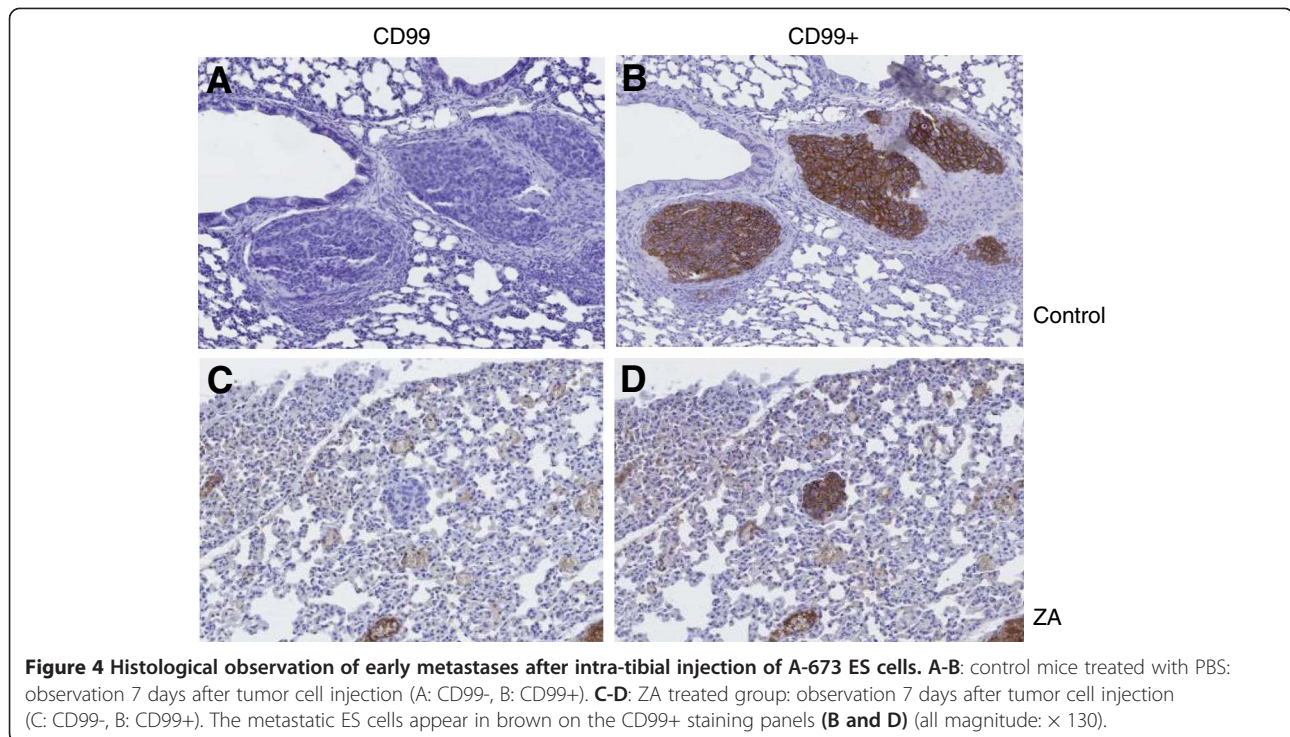 CD99- CD99+
A B
Control
C D
ZA
Figure 4 Histological observation of early metastases after intra-tibial injection of A-673 ES cells. A-B: control mice treated with PBS:
observation 7 days after tumor cell injection (A: CD99-, B: CD99+). C-D: ZA treated group: observation 7 days after tumor cell injection
(C: CD99-, B: CD99+). The metastatic ES cells appear in brown on the CD99+ staining panels (B and D) (all magnitude: × 130).